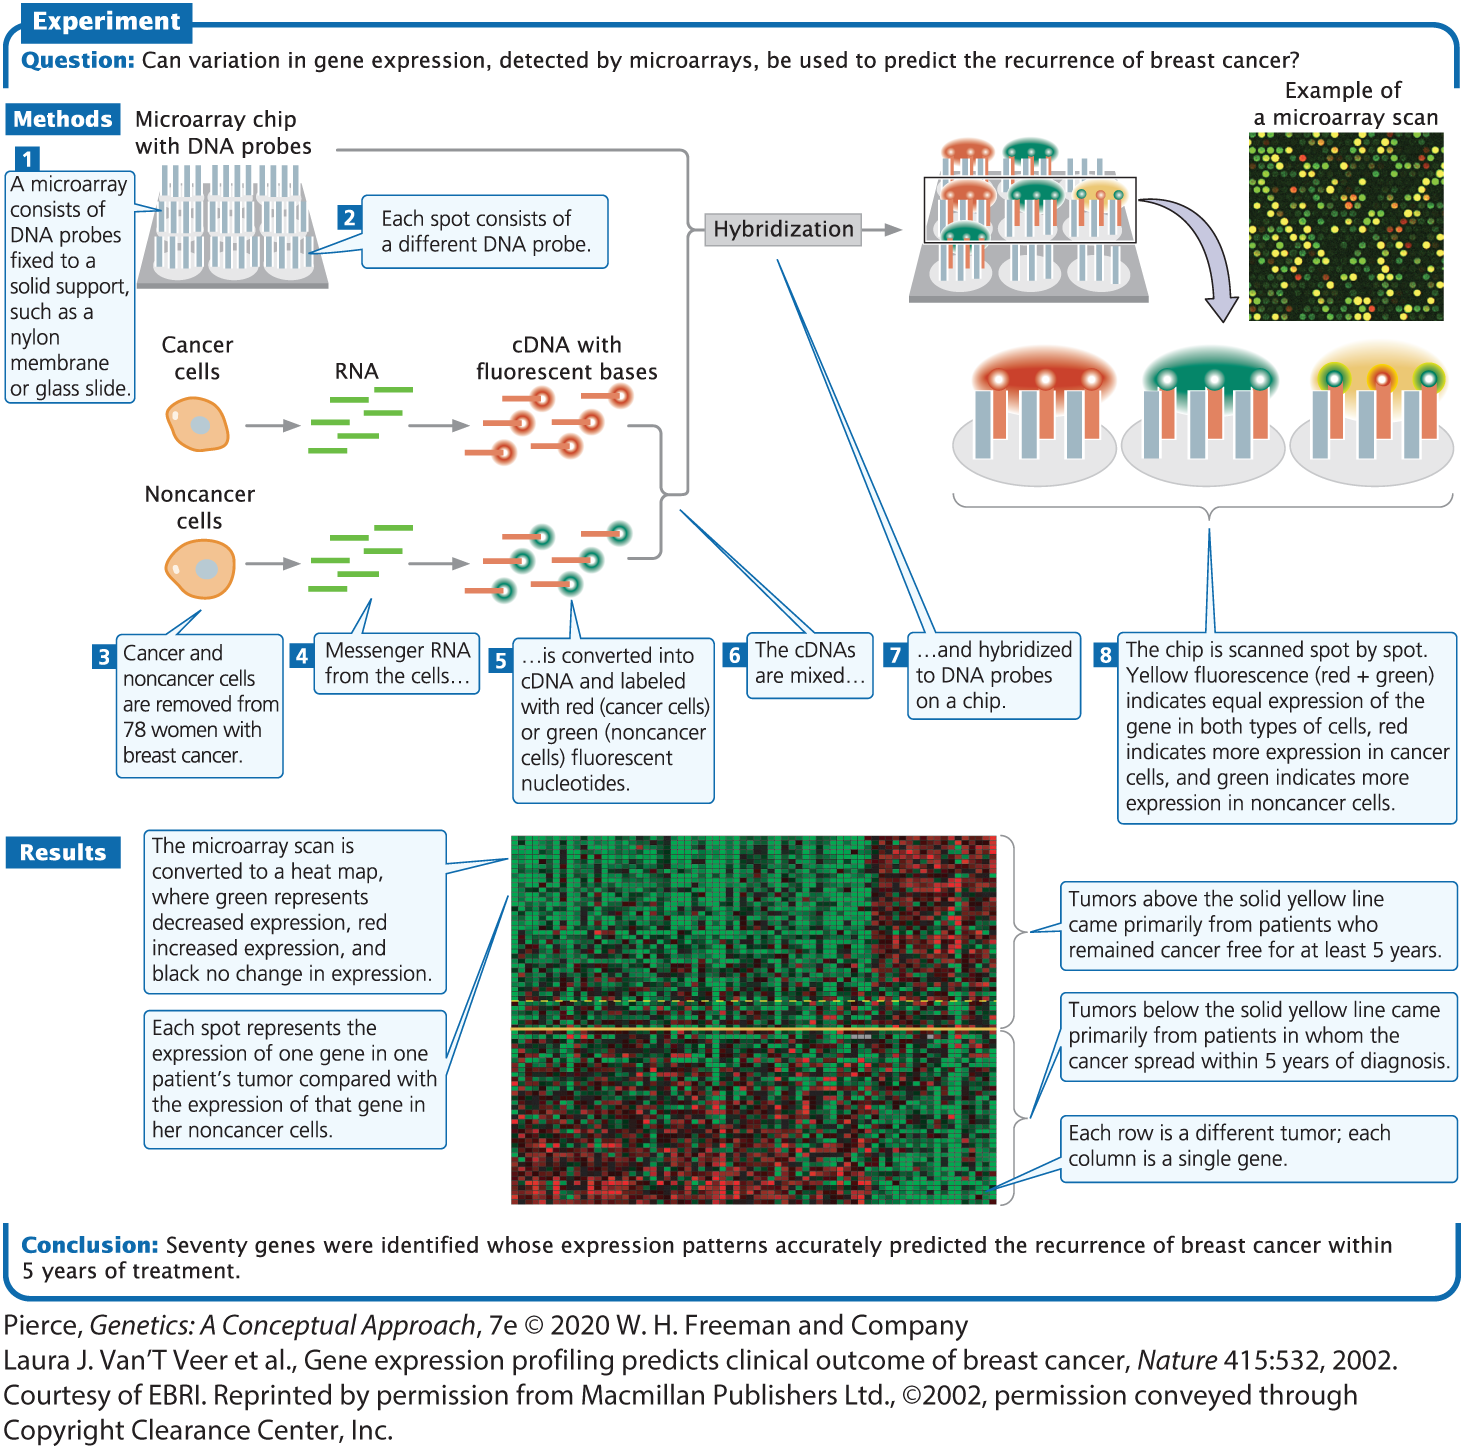 Experiment
Question: Can variation in gene expression, detected by microarrays, be used to predict the recurrence of breast cancer?
Methods
Microarray chip
with DNA probes
Example of
a microarray scan
1
A microarray
consists of
DNA probes
fixed to a
solid support,
such as a
nylon
membrane
or glass slide.
2
Each spot consists of
a different DNA probe.
Hybridization
Cancer
cells
RNA
cDNA with
fluorescent bases
Noncancer
cells
3
Cancer and
noncancer cells
are removed from
78 women with
breast cancer.
4
Messenger RNA
from the cells…
5
…is converted into
cDNA and labeled
with red (cancer cells)
or green (noncancer
cells) fluorescent
nucleotides.
6
The cDNAs
are mixed…
7
…and hybridized
to DNA probes
on a chip.
8
The chip is scanned spot by spot.
Yellow fluorescence (red + green)
indicates equal expression of the
gene in both types of cells, red
indicates more expression in cancer
cells, and green indicates more
expression in noncancer cells.
Results
The microarray scan is
converted to a heat map,
where green represents
decreased expression, red
increased expression, and
black no change in expression.
Each spot represents the
expression of one gene in one
patient’s tumor compared with
the expression of that gene in
her noncancer cells.
Tumors above the solid yellow line
came primarily from patients who
remained cancer free for at least 5 years.
Tumors below the solid yellow line came
primarily from patients in whom the
cancer spread within 5 years of diagnosis.
Each row is a different tumor; each
column is a single gene.
Conclusion: Seventy genes were identified whose expression patterns accurately predicted the recurrence of breast cancer within
5 years of treatment.
Pierce, Genetics: A Conceptual Approach, 7e © 2020 W. H. Freeman and Company
Laura J. Van’T Veer et al., Gene expression profiling predicts clinical outcome of breast cancer, Nature 415:532, 2002.
Courtesy of EBRI. Reprinted by permission from Macmillan Publishers Ltd., ©2002, permission conveyed through
Copyright Clearance Center, Inc.